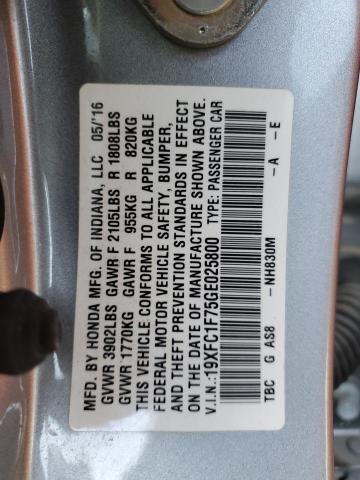 MFD. BY HONDA MFG. OF INDIANA, LLC 05/'16
GVWR 3902LBS GAWR F 2105LBS R 1808LBS
GVWR 1770KG GAWR F 955KG R 820KG
THIS VEHICLE CONFORMS TO ALL APPLICABLE
FEDERAL MOTOR VEHICLE SAFETY, BUMPER,
AND THEFT PREVENTION STANDARDS IN EFFECT
ON THE DATE OF MANUFACTURE SHOWN ABOVE.
V.I.N.: 19XFC1F75GE025800 TYPE: PASSENGER CAR
TBC G AS8 -NH830M -A -E